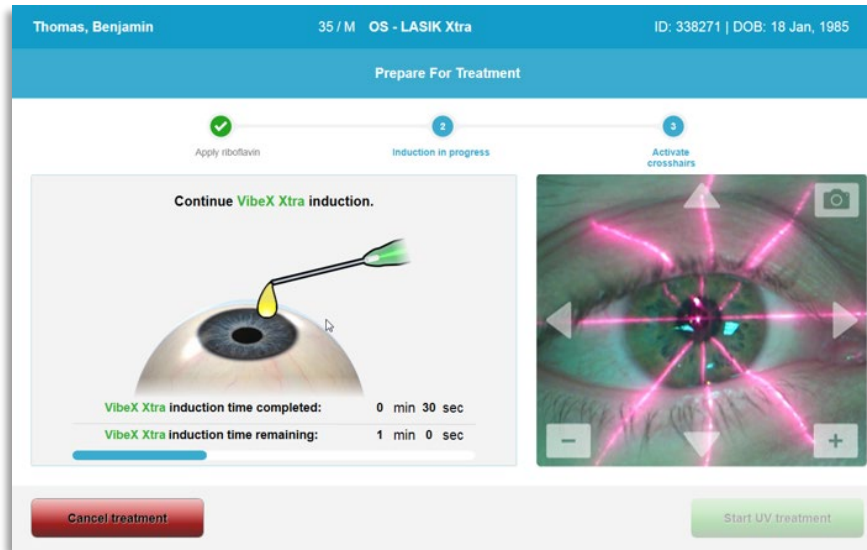 Thomas, Benjamin 35 / M OS - LASIK Xtra ID: 338271 | DOB: 18 Jan, 1985
Prepare For Treatment
2 3
Apply riboflavin Induction in progress Activate
crosshairs
Continue VibeX Xtra induction.
VibeX Xtra induction time completed: 0 min 30 sec
VibeX Xtra induction time remaining: 1 min 0 sec
Cancel treatment Start UV treatment